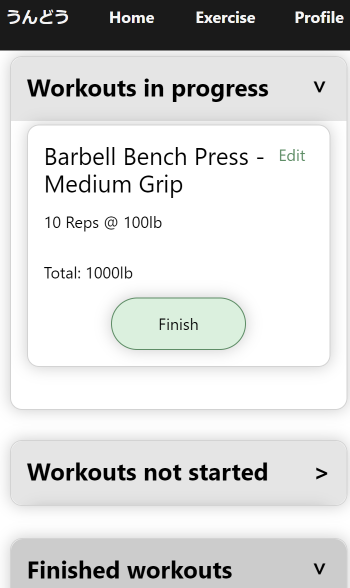 うんどう Home Exercise Profile
Workouts in progress >
Barbell Bench Press - Edit
Medium Grip
10 Reps @ 100lb
Total: 1000lb
Finish
Workouts not started >
Finished workouts >